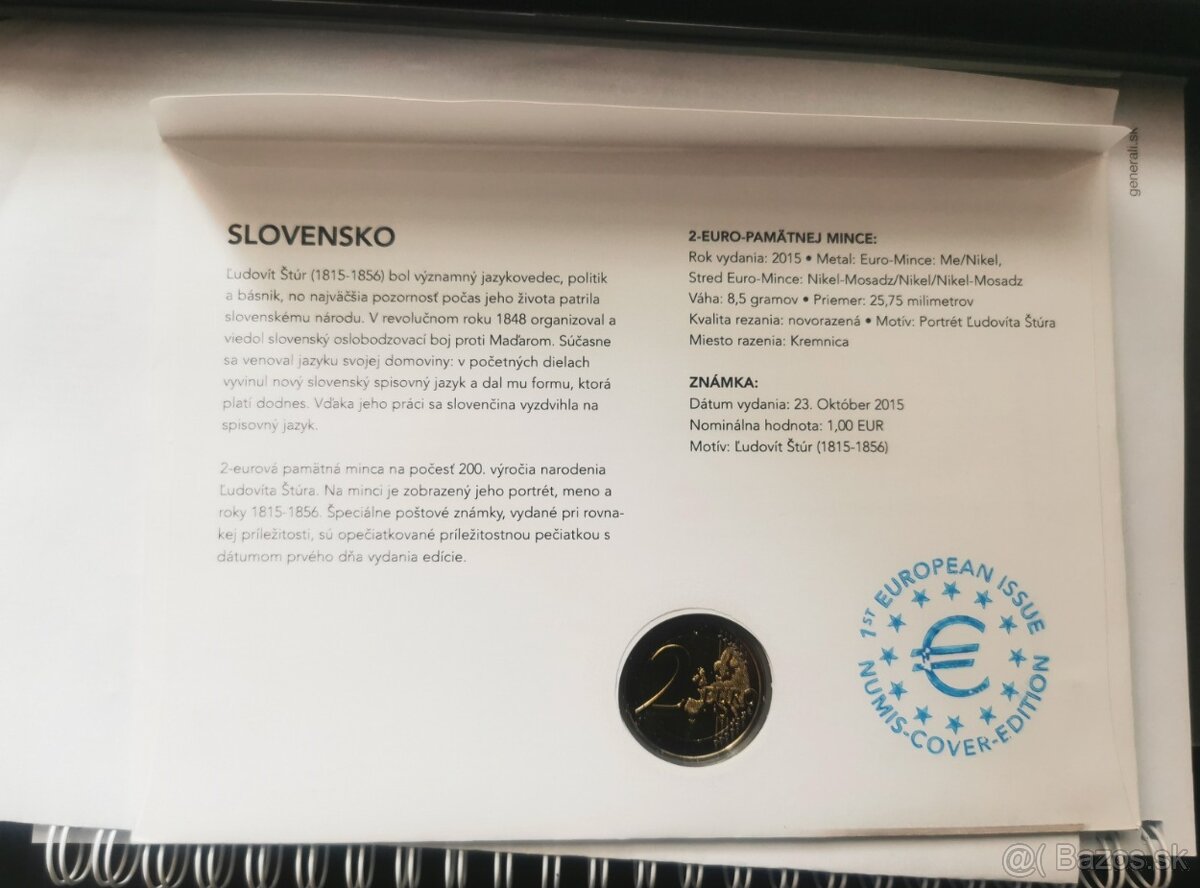 SLOVENSKO
Ľudovít Štúr (1815-1856) bol významný jazykovedec, politik
a básnik, no najväčšia pozornosť počas jeho života patrila
slovenskému národu. V revolučnom roku 1848 organizoval a
viedol slovenský oslobodzovací boj proti Maďarom. Súčasne
sa venoval jazyku svojej domoviny: v početných dielach
vyvinul nový slovenský spisovný jazyk a dal mu formu, ktorá
platí dodnes. Vďaka jeho práci sa slovenčina vyzdvihla na
spisovný jazyk.
2-eurová pamätná minca na počesť 200. výročia narodenia
Ľudovíta Štúra. Na minci je zobrazený jeho portrét, meno a
roky 1815-1856. Špeciálne poštové známky, vydané pri rovna-
kej príležitosti, sú opečiatkované príležitostnou pečiatkou s
dátumom prvého dňa vydania edície.
2-EURO-PAMÄTNEJ MINCE:
Rok vydania: 2015 • Metal: Euro-Mince: Me/Nikel,
Stred Euro-Mince: Nikel-Mosadz/Nikel/Nikel-Mosadz
Váha: 8,5 gramov • Priemer: 25,75 milimetrov
Kvalita rezania: novorazená • Motív: Portrét Ľudovíta Štúra
Miesto razenia: Kremnica
ZNÁMKA:
Dátum vydania: 23. Október 2015
Nominálna hodnota: 1,00 EUR
Motív: Ľudovít Štúr (1815-1856)
generali.sk
2 EURO
1ST EUROPEAN ISSUE
€
NUMIS-COVER-EDITION
@( Bazos.sk